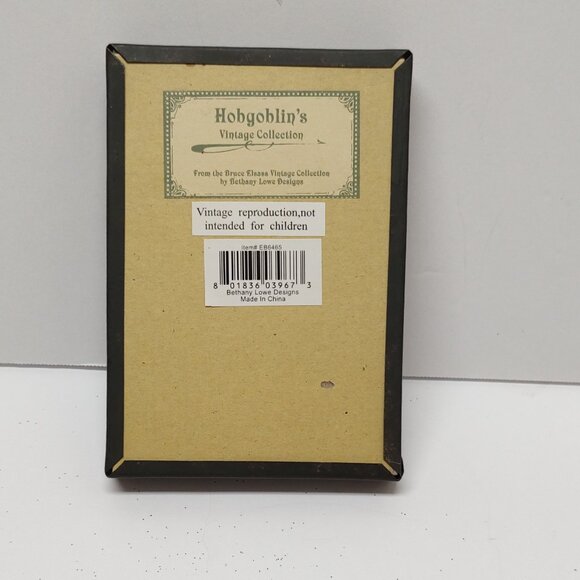 Hobgoblin's
Vintage Collection
From the Bruce Elsass Vintage Collection
by Bethany Lowe Designs
Vintage reproduction,not
intended for children
Item# EB6465
8 01836 03967 3
Bethany Lowe Designs
Made In China